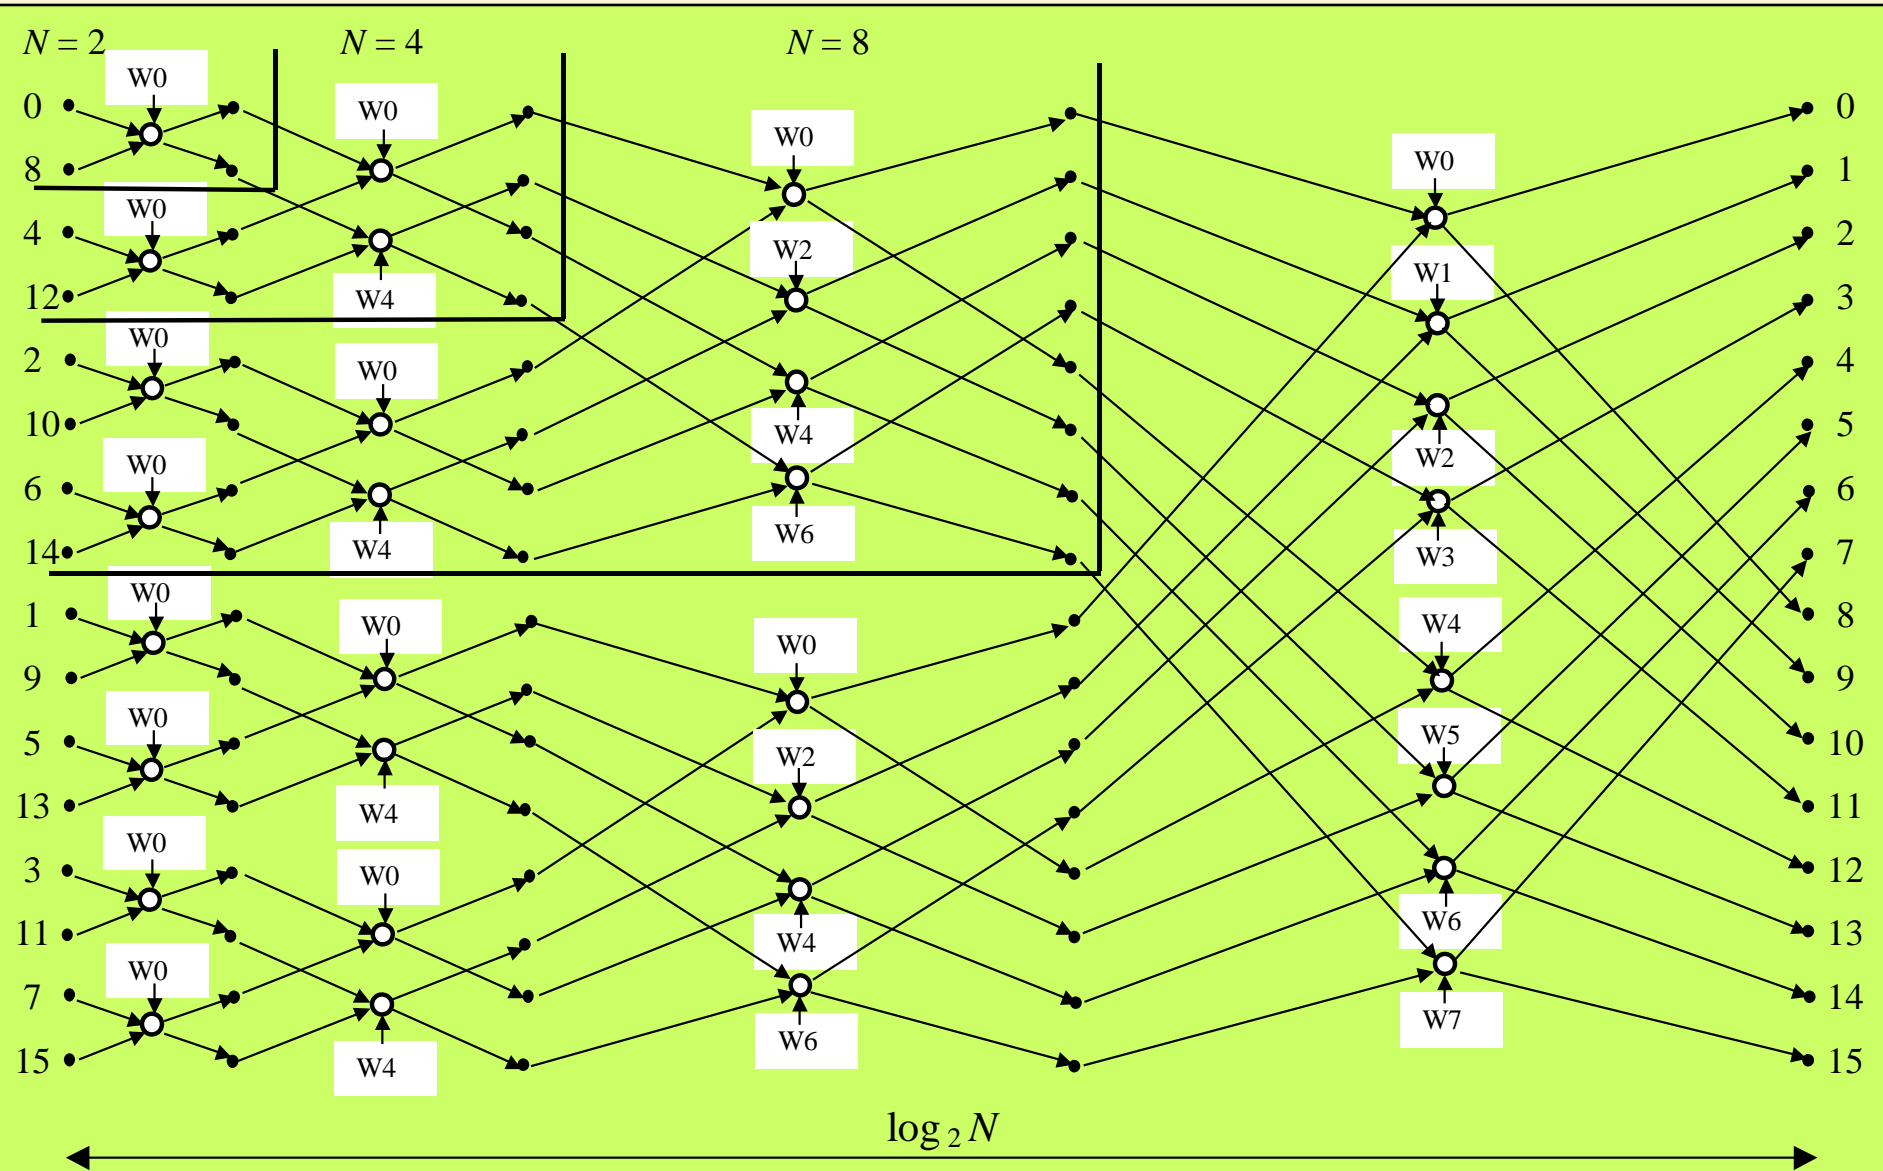 N = 2 N = 4 N = 8
W0
W0
0 0
W0
W0
8 1
W0
W2
4 2
W1
12 W4 3
W0
2 W0 4
10 W4 5
W0 W2
6 6
14 W4 W6 W3 7
W0
1 W0 W4 8
W0
9 9
W0 W5
5 W2 10
13 W4 11
W0
3 W0 12
11 W4 W6 13
W0
7 14
15 W4 W6 W7 15
log 2 N